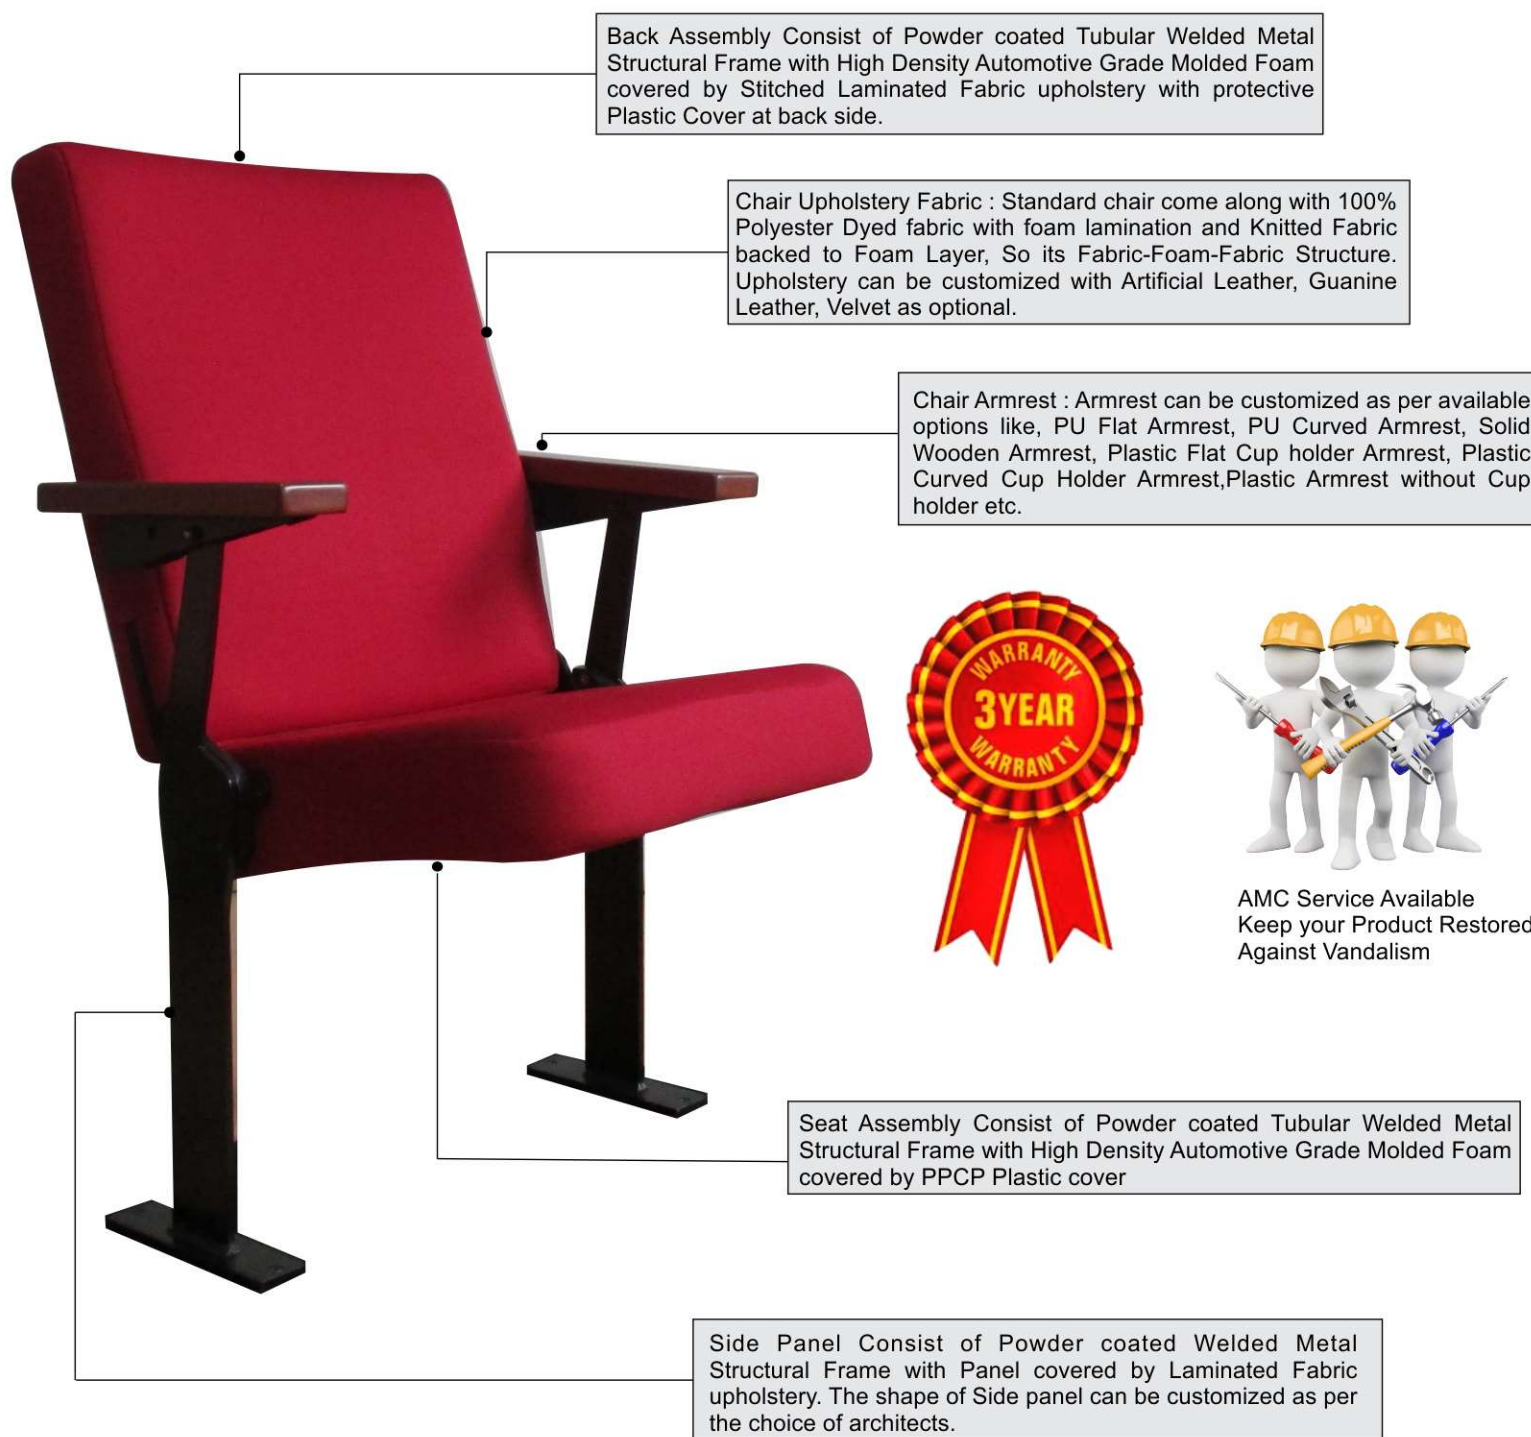 Back Assembly Consist of Powder coated Tubular Welded Metal
Structural Frame with High Density Automotive Grade Molded Foam
covered by Stitched Laminated Fabric upholstery with protective
Plastic Cover at back side.
Chair Upholstery Fabric : Standard chair come along with 100%
Polyester Dyed fabric with foam lamination and Knitted Fabric
backed to Foam Layer, So its Fabric-Foam-Fabric Structure.
Upholstery can be customized with Artificial Leather, Guanine
Leather, Velvet as optional.
Chair Armrest : Armrest can be customized as per available
options like, PU Flat Armrest, PU Curved Armrest, Solid
Wooden Armrest, Plastic Flat Cup holder Armrest, Plastic
Curved Cup Holder Armrest,Plastic Armrest without Cup
holder etc.
WARRANTY
3 YEAR
WARRANTY
AMC Service Available
Keep your Product Restored
Against Vandalism
Seat Assembly Consist of Powder coated Tubular Welded Metal
Structural Frame with High Density Automotive Grade Molded Foam
covered by PPCP Plastic cover
Side Panel Consist of Powder coated Welded Metal
Structural Frame with Panel covered by Laminated Fabric
upholstery. The shape of Side panel can be customized as per
the choice of architects.